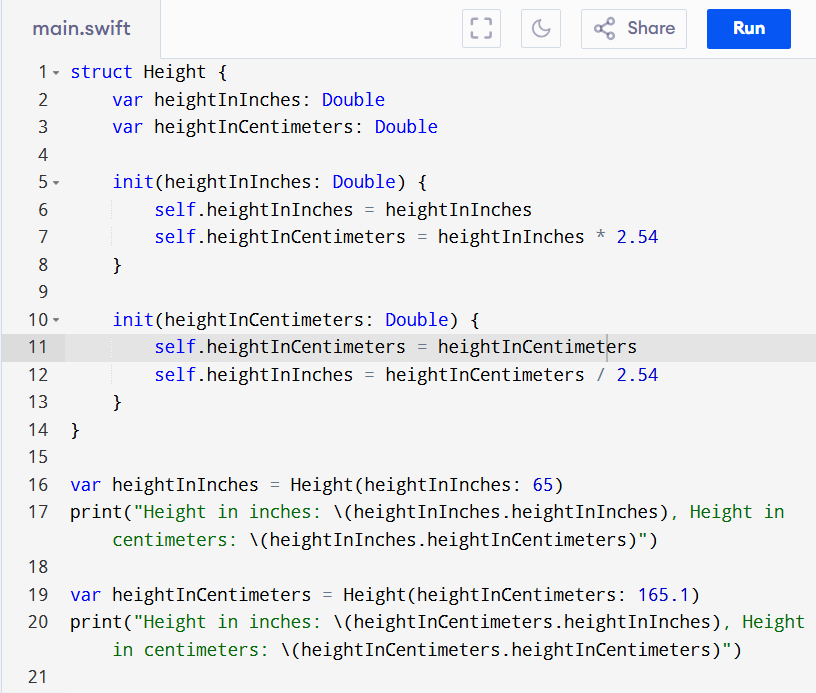 main.swift
Share
Run
1 struct Height {
2     var heightInInches: Double
3     var heightInCentimeters: Double
4
5     init(heightInInches: Double) {
6         self.heightInInches = heightInInches
7         self.heightInCentimeters = heightInInches * 2.54
8     }
9
10     init(heightInCentimeters: Double) {
11         self.heightInCentimeters = heightInCentimeters
12         self.heightInInches = heightInCentimeters / 2.54
13     }
14 }
15
16 var heightInInches = Height(heightInInches: 65)
17 print("Height in inches: \(heightInInches.heightInInches), Height in
centimeters: \(heightInInches.heightInCentimeters)")
18
19 var heightInCentimeters = Height(heightInCentimeters: 165.1)
20 print("Height in inches: \(heightInCentimeters.heightInInches), Height
in centimeters: \(heightInCentimeters.heightInCentimeters)")
21